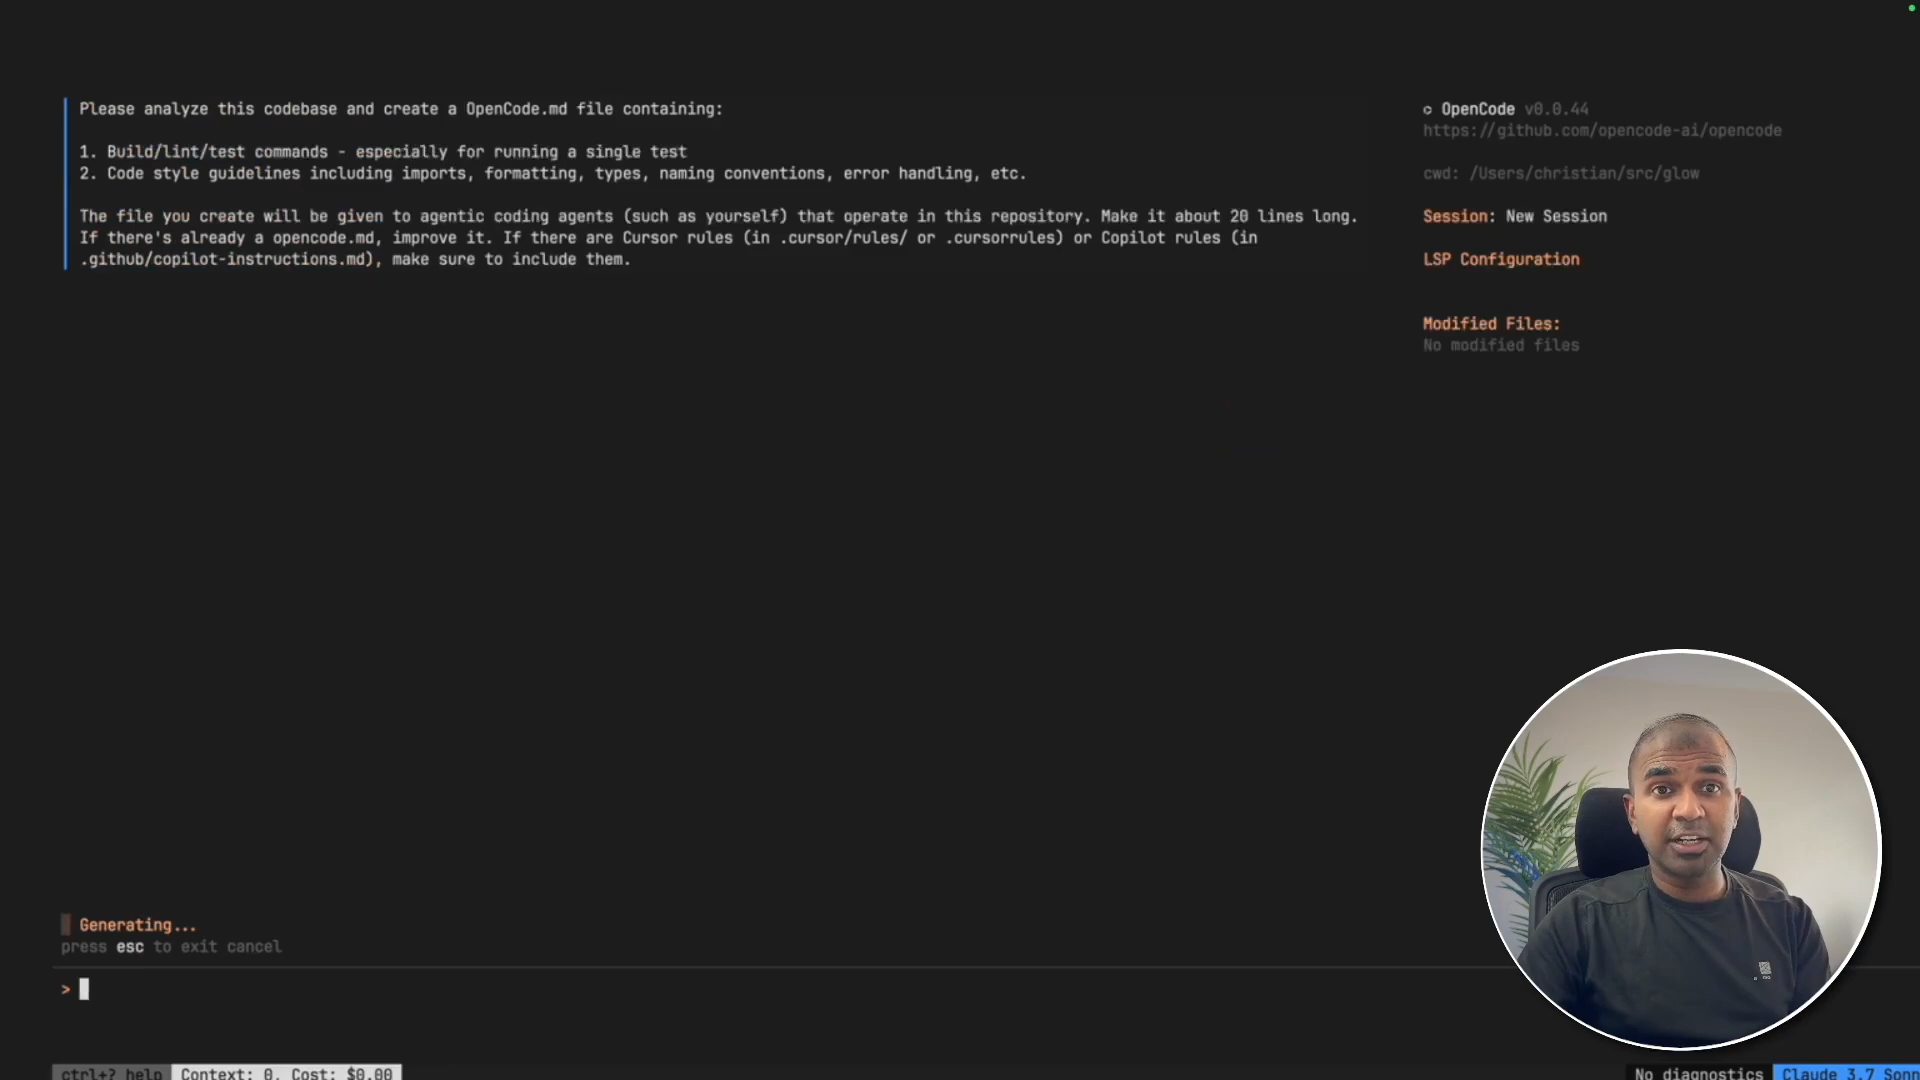 Please analyze this codebase and create a OpenCode.md file containing:
1. Build/lint/test commands - especially for running a single test
2. Code style guidelines including imports, formatting, types, naming conventions, error handling, etc.
The file you create will be given to agentic coding agents (such as yourself) that operate in this repository. Make it about 20 lines long.
If there's already a opencode.md, improve it. If there are Cursor rules (in .cursor/rules/ or .cursorrules) or Copilot rules (in
.github/copilot-instructions.md), make sure to include them.
OpenCode v0.0.44
https://github.com/opencode-ai/opencode
cwd: /Users/christian/src/glow
Session: New Session
LSP Configuration
Modified Files:
No modified files
Generating...
press esc to exit cancel
>
ctrl+? help Context: 0, Cost: $0.00
No diagnostics Claude 3.7 Sonn